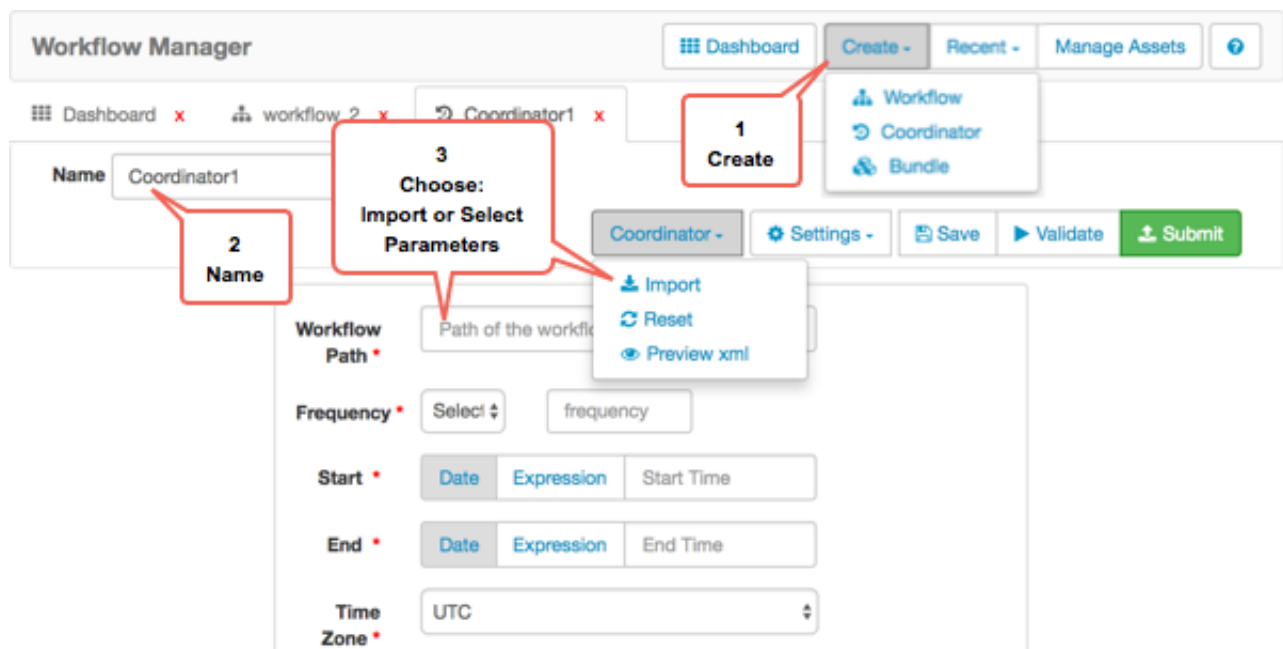 Workflow Manager
Dashboard
Create
Recent
Manage Assets
Workflow
Coordinator
Bundle
1
Create
Dashboard x
workflow_2 x
Coordinator1 x
Name
Coordinator1
2
Name
3
Choose:
Import or Select
Parameters
Coordinator
Settings
Save
Validate
Submit
Import
Reset
Preview xml
Workflow
Path *
Path of the workflo
Frequency *
Select
frequency
Start *
Date
Expression
Start Time
End *
Date
Expression
End Time
Time
Zone *
UTC